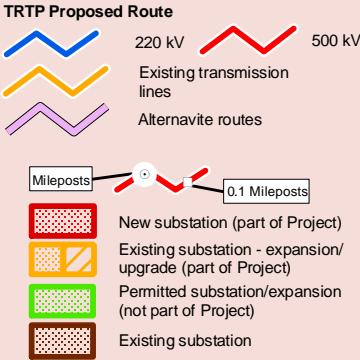 TRTP Proposed Route
220 kV
500 kV
Existing transmission
lines
Alternavite routes
Mileposts
0.1 Mileposts
New substation (part of Project)
Existing substation - expansion/
upgrade (part of Project)
Permitted substation/expansion
(not part of Project)
Existing substation